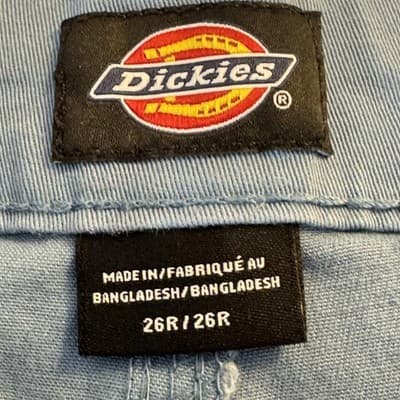 Dickies
®
MADE IN/FABRIQUÉ AU
BANGLADESH/BANGLADESH
26R/26R